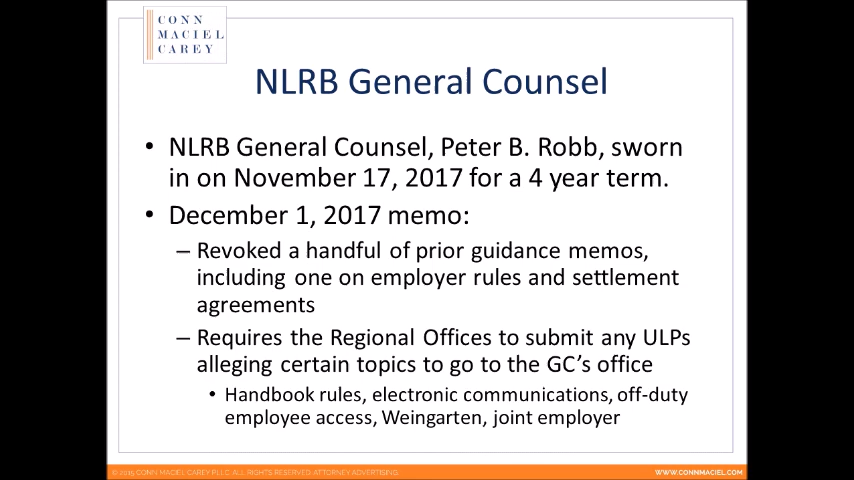 CONN
MACIEL
CAREY
NLRB General Counsel
• NLRB General Counsel, Peter B. Robb, sworn
in on November 17, 2017 for a 4 year term.
• December 1, 2017 memo:
– Revoked a handful of prior guidance memos,
including one on employer rules and settlement
agreements
– Requires the Regional Offices to submit any ULPs
alleging certain topics to go to the GC’s office
• Handbook rules, electronic communications, off-duty
employee access, Weingarten, joint employer
CONN MACIEL CAREY PLLC ALL RIGHTS RESERVED ATTORNEY ADVERTISING
WWW.CONNMACIEL.COM